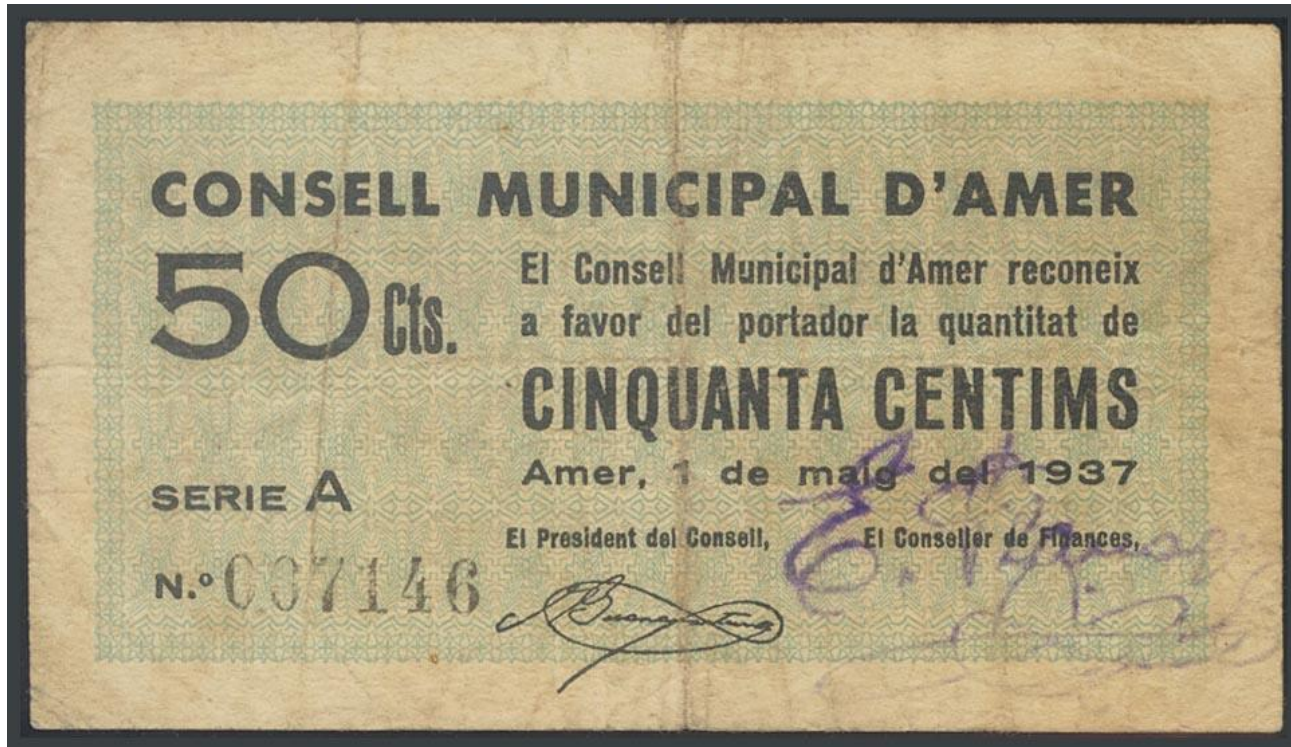 CONSELL MUNICIPAL D'AMER
50 Cts.
El Consell Municipal d'Amer reconeix
a favor del portador la quantitat de
CINQUANTA CENTIMS
Amer, 1 de maig del 1937
SERIE A
El President del Consell, El Conseller de Finances,
N.º 007146